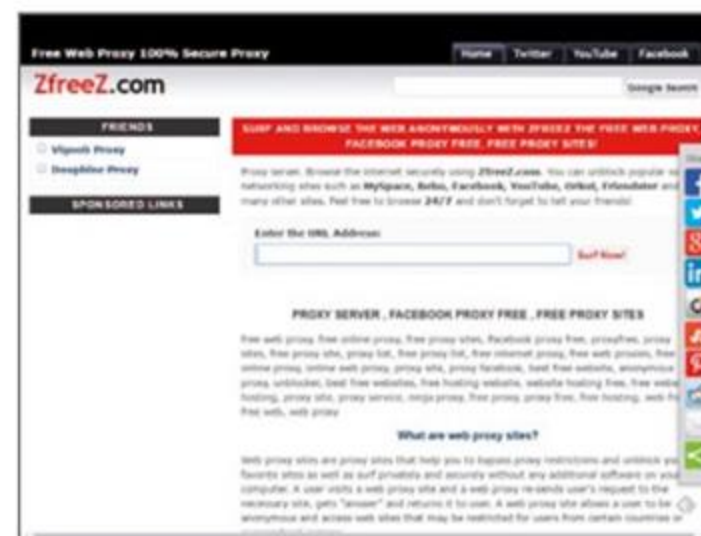 Free Web Proxy 100% Secure Proxy
Home Twitter YouTube Facebook
ZfreeZ.com
Google Search
FRIENDS
Vlpweb Proxy
Deephine Proxy
SPONSORED LINKS
SURF AND BROWSE THE WEB ANONYMOUSLY WITH ZFREEZ THE FREE WEB PROXY,
FACEBOOK PROXY FREE, FREE PROXY SITES!
Proxy server. Browse the internet securely using ZfreeZ.com. You can unblock popular
networking sites such as MySpace, Bebo, Facebook, YouTube, Orkut, Friendster and
many other sites. Feel free to browse 24/7 and don't forget to tell your friends!
Enter the URL Address:
Surf Now!
PROXY SERVER , FACEBOOK PROXY FREE , FREE PROXY SITES
free web proxy, free online proxy, free proxy sites, facebook proxy free, proxyfree, proxy
sites, free proxy site, proxy list, free proxy list, free internet proxy, free web proxies, free
online proxy, online web proxy, proxy site, proxy facebook, best free website, anonymous
proxy, unblocker, best free websites, free hosting website, website hosting free, free
hosting, proxy site, proxy service, ninja proxy, free proxy, proxy free, free hosting, web
free web, web proxy
What are web proxy sites?
Web proxy sites are proxy sites that help you to bypass proxy restrictions and unblock
favorite sites as well as surf privately and securely without any additional software on your
computer. A user visits a web proxy site and a web proxy re-sends user's request to the
necessary site, gets "answer" and returns it to user. A web proxy site allows a user to be
anonymous and access web sites that may be restricted for users from certain countries or